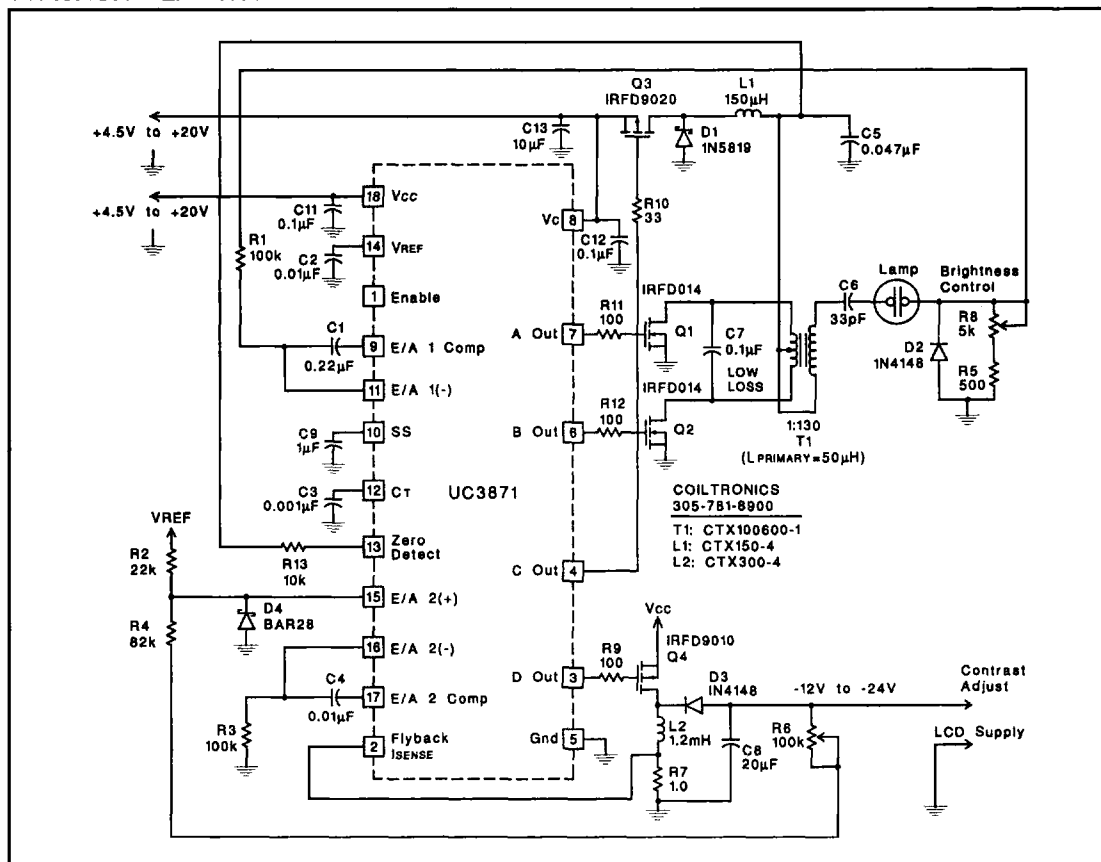 Q3
IRFD9020
L1
150µH
+4.5V to +20V
C13
10µF
D1
1N5819
C5
0.047µF
+4.5V to +20V
C11
0.1µF
18 Vcc
R1
100k
C2
0.01µF
14 VREF
1 Enable
C1
0.22µF
9 E/A 1 Comp
11 E/A 1(-)
C9
1µF
10 SS
C3
0.001µF
12 CT
UC3871
VREF
R2
22k
R13
10k
13 Zero
Detect
D4
BAR28
15 E/A 2(+)
R4
82k
16 E/A 2(-)
C4
0.01µF
17 E/A 2 Comp
R3
100k
2 Flyback
ISENSE
Vc 8
C12
0.1µF
R10
33
A Out 7
R11
100
IRFD014
Q1
C7
0.1µF
LOW
LOSS
B Out 6
R12
100
IRFD014
Q2
C6
33pF
Lamp
Brightness
Control
R8
5k
D2
1N4148
R5
500
1:130
T1
(LPRIMARY=50µH)
COILTRONICS
305-781-8900
T1: CTX100600-1
L1: CTX150-4
L2: CTX300-4
C Out 4
Vcc
IRFD9010
Q4
D Out 3
R9
100
D3
1N4148
-12V to -24V
Contrast
Adjust
L2
1.2mH
C8
20µF
R6
100k
Gnd 5
R7
1.0
LCD Supply